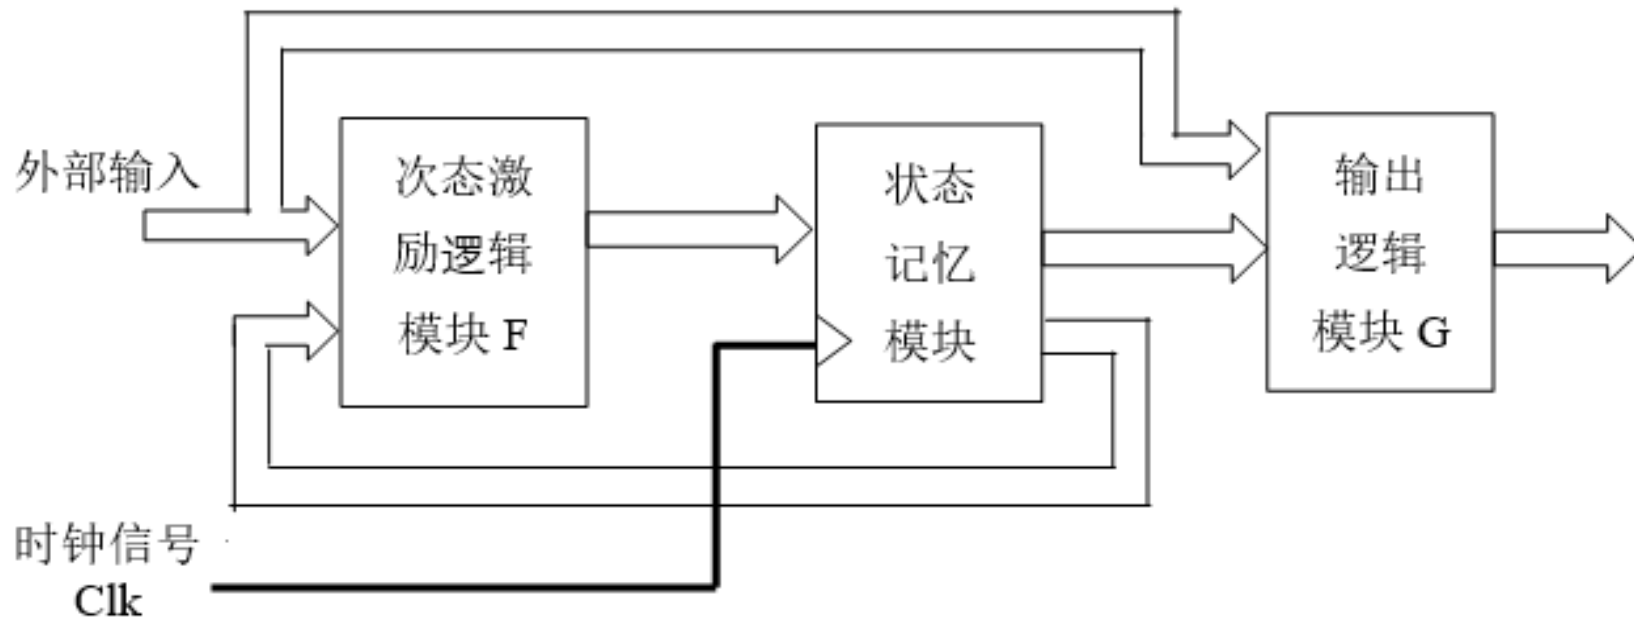 外部输入
次态激
励逻辑
模块 F
状态
记忆
模块
输出
逻辑
模块 G
时钟信号
Clk